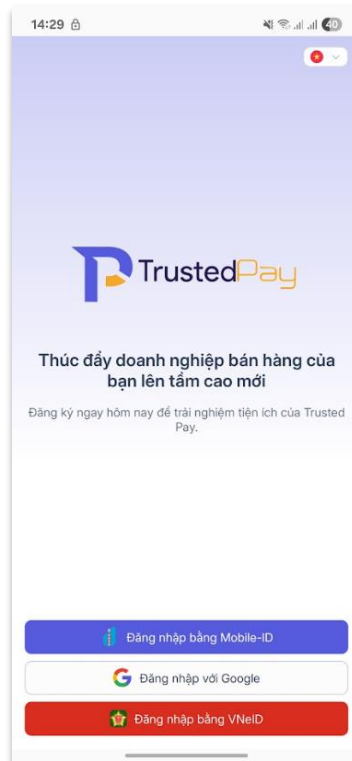 14:29
40
TrustedPay
Thúc đẩy doanh nghiệp bán hàng của
bạn lên tầm cao mới
Đăng ký ngay hôm nay để trải nghiệm tiện ích của Trusted
Pay.
Đăng nhập bằng Mobile-ID
Đăng nhập với Google
Đăng nhập bằng VNeID